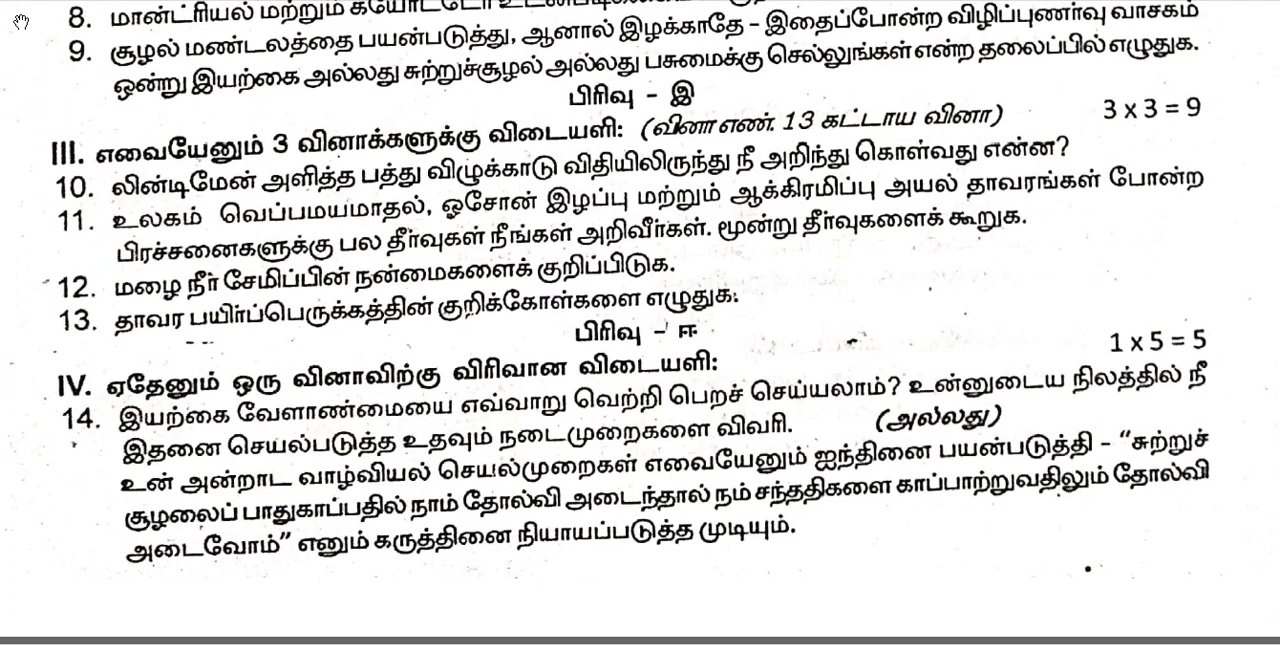 8. மான்ட்ரியல் மற்றும்
9. சூழல் மண்டலத்தை பயன்படுத்து, ஆனால் இழக்காதே – இதைப்போன்ற விழிப்புணர்வு வாசகம்
ஒன்று இயற்கை அல்லது சுற்றுச்சூழல் அல்லது பசுமைக்கு செல்லுங்கள் என்ற தலைப்பில் எழுதுக.
பிரிவு – இ
III. எவையேனும் 3 வினாக்களுக்கு விடையளி: (வினா எண். 13 கட்டாய வினா) 3 x 3 = 9
10. லின்டிமேன் அளித்த பத்து விழுக்காடு விதியிலிருந்து நீ அறிந்து கொள்வது என்ன?
11. உலகம் வெப்பமயமாதல், ஓசோன் இழப்பு மற்றும் ஆக்கிரமிப்பு அயல் தாவரங்கள் போன்ற
பிரச்சனைகளுக்கு பல தீர்வுகள் நீங்கள் அறிவீர்கள். மூன்று தீர்வுகளைக் கூறுக.
12. மழை நீர் சேமிப்பின் நன்மைகளைக் குறிப்பிடுக.
13. தாவர பயிர்ப்பெருக்கத்தின் குறிக்கோள்களை எழுதுக.
பிரிவு – ஈ
IV. ஏதேனும் ஒரு வினாவிற்கு விரிவான விடையளி: 1 x 5 = 5
14. இயற்கை வேளாண்மையை எவ்வாறு வெற்றி பெறச் செய்யலாம்? உன்னுடைய நிலத்தில் நீ
இதனை செயல்படுத்த உதவும் நடைமுறைகளை விவரி. (அல்லது)
உன் அன்றாட வாழ்வியல் செயல்முறைகள் எவையேனும் ஐந்தினை பயன்படுத்தி – "சுற்றுச்
சூழலைப் பாதுகாப்பதில் நாம் தோல்வி அடைந்தால் நம் சந்ததிகளை காப்பாற்றுவதிலும் தோல்வி
அடைவோம்" எனும் கருத்தினை நியாயப்படுத்த முடியும்.